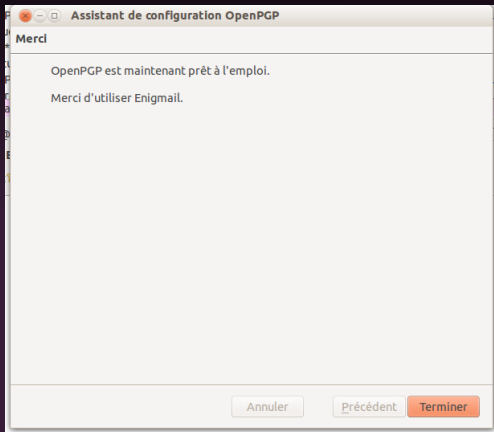 Assistant de configuration OpenPGP
Merci
OpenPGP est maintenant prêt à l'emploi.
Merci d'utiliser Enigmail.
Annuler Précédent Terminer